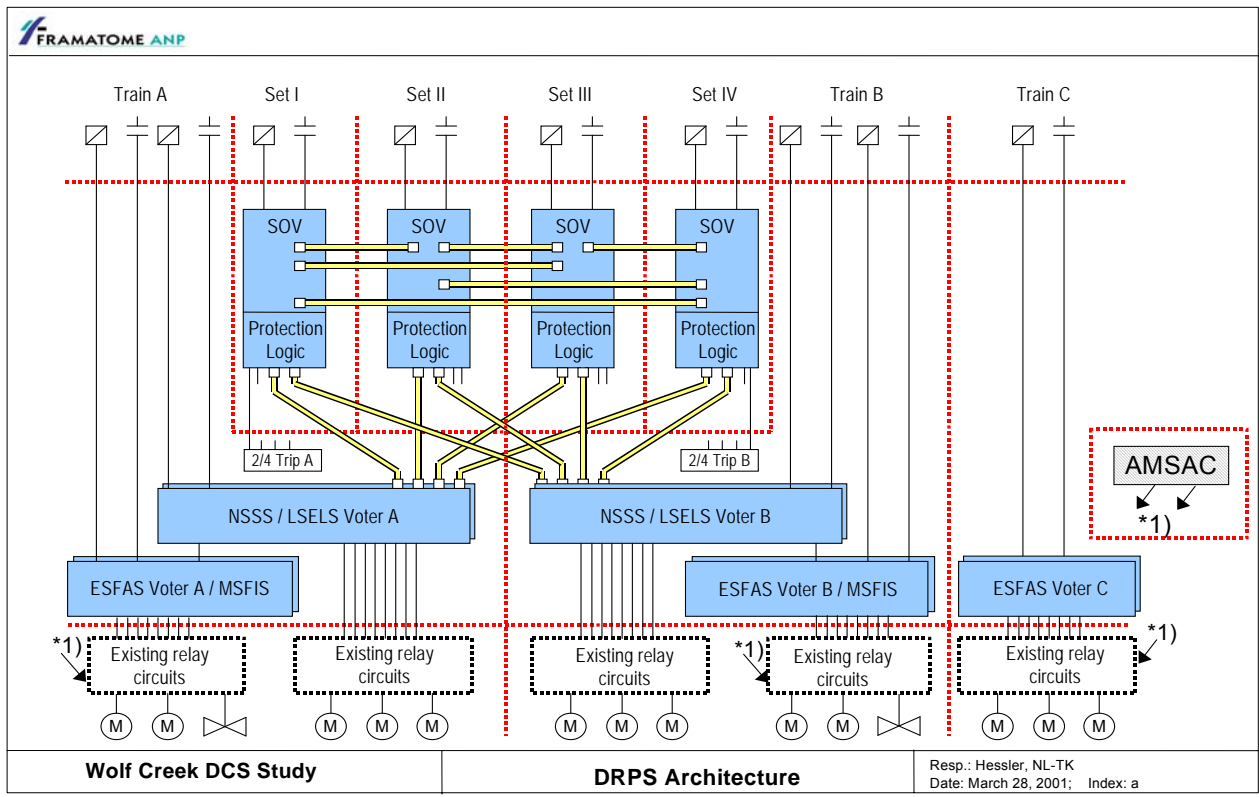 FRAMATOME ANP
Train A
Set I
Set II
Set III
Set IV
Train B
Train C
SOV
SOV
SOV
SOV
Protection
Logic
Protection
Logic
Protection
Logic
Protection
Logic
2/4 Trip A
2/4 Trip B
AMSAC
*1)
NSSS / LSELS Voter A
NSSS / LSELS Voter B
ESFAS Voter A / MSFIS
ESFAS Voter B / MSFIS
ESFAS Voter C
*1)
Existing relay
circuits
Existing relay
circuits
Existing relay
circuits
*1)
Existing relay
circuits
Existing relay
circuits
*1)
M
M
M
M
M
M
M
M
M
M
M
M
M
Wolf Creek DCS Study
DRPS Architecture
Resp.: Hessler, NL-TK
Date: March 28, 2001; Index: a